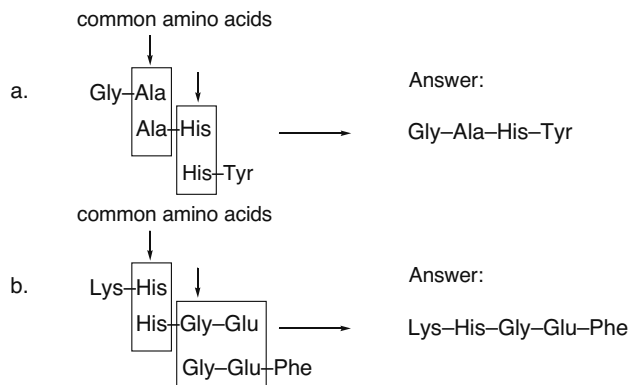 common amino acids
a.
Gly–Ala
Ala–His
His–Tyr
Answer:
Gly–Ala–His–Tyr
common amino acids
b.
Lys–His
His–Gly–Glu
Gly–Glu–Phe
Answer:
Lys–His–Gly–Glu–Phe